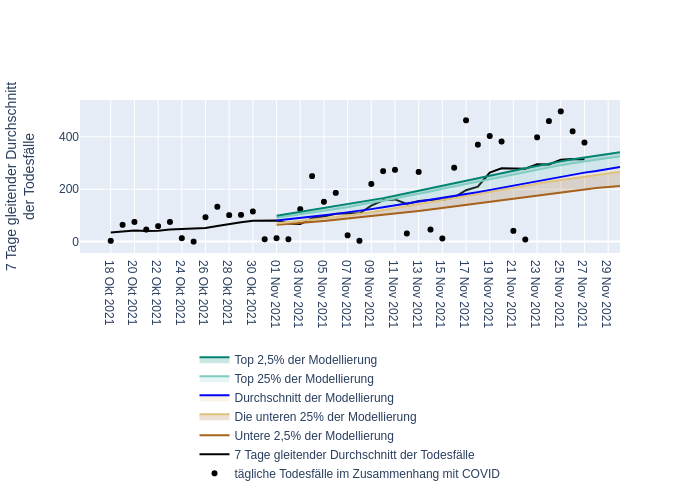 7 Tage gleitender Durchschnitt
der Todesfälle
400
200
0
18 Okt 2021
20 Okt 2021
22 Okt 2021
24 Okt 2021
26 Okt 2021
28 Okt 2021
30 Okt 2021
01 Nov 2021
03 Nov 2021
05 Nov 2021
07 Nov 2021
09 Nov 2021
11 Nov 2021
13 Nov 2021
15 Nov 2021
17 Nov 2021
19 Nov 2021
21 Nov 2021
23 Nov 2021
25 Nov 2021
27 Nov 2021
29 Nov 2021
Top 2,5% der Modellierung
Top 25% der Modellierung
Durchschnitt der Modellierung
Die unteren 25% der Modellierung
Untere 2,5% der Modellierung
7 Tage gleitender Durchschnitt der Todesfälle
tägliche Todesfälle im Zusammenhang mit COVID